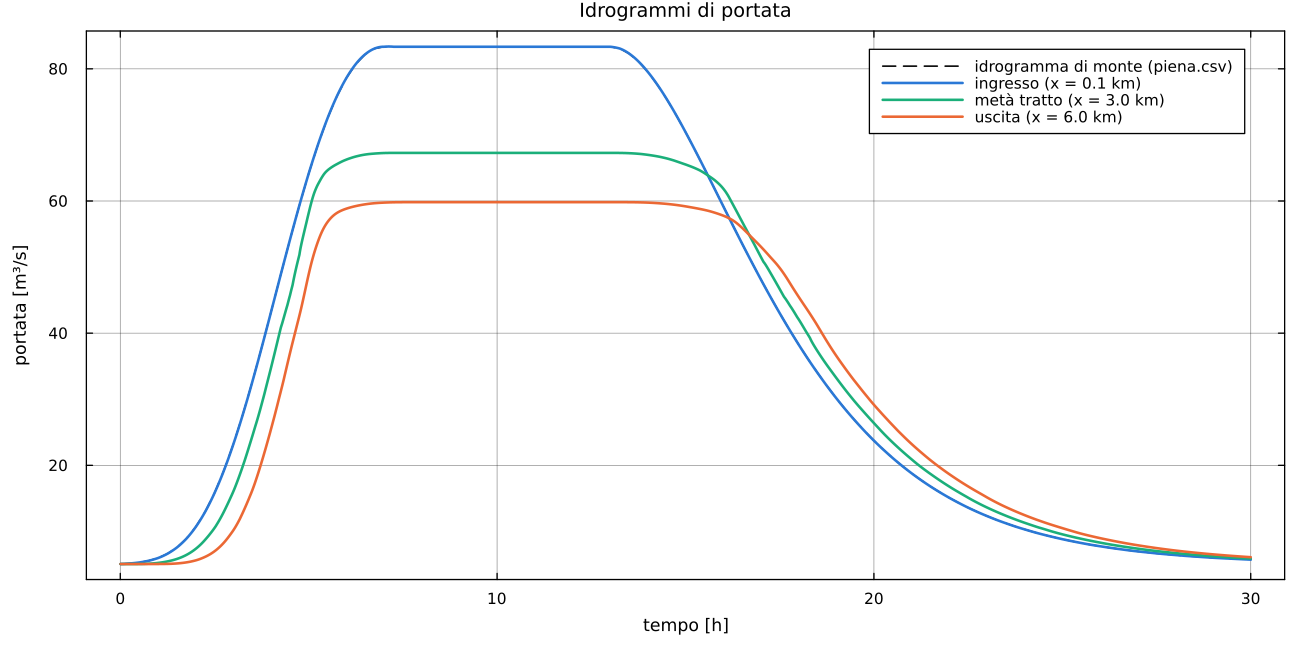 Idrogrammi di portata
idrogramma di monte (piena.csv)
ingresso (x = 0.1 km)
metà tratto (x = 3.0 km)
uscita (x = 6.0 km)
portata [m³/s]
80
60
40
20
0
10
20
30
tempo [h]